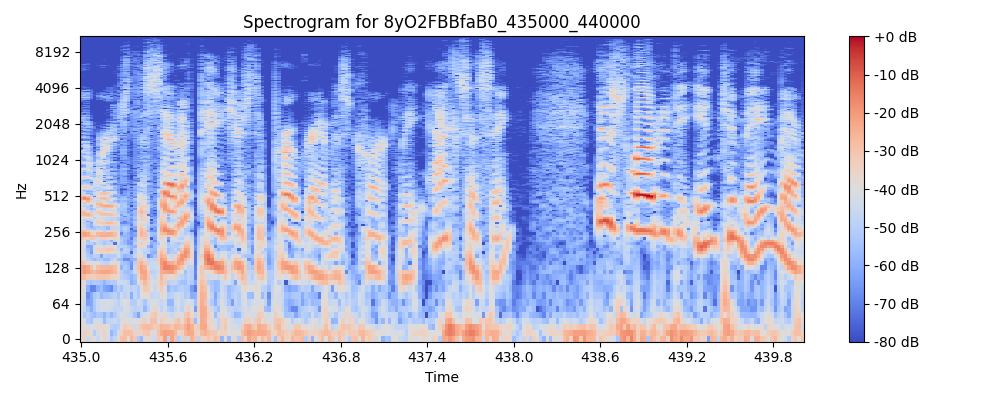 Spectrogram for 8yO2FBBfaB0_435000_440000
8192
4096
2048
1024
512
256
128
64
0
Hz
435.0 435.6 436.2 436.8 437.4 438.0 438.6 439.2 439.8
Time
+0 dB
-10 dB
-20 dB
-30 dB
-40 dB
-50 dB
-60 dB
-70 dB
-80 dB